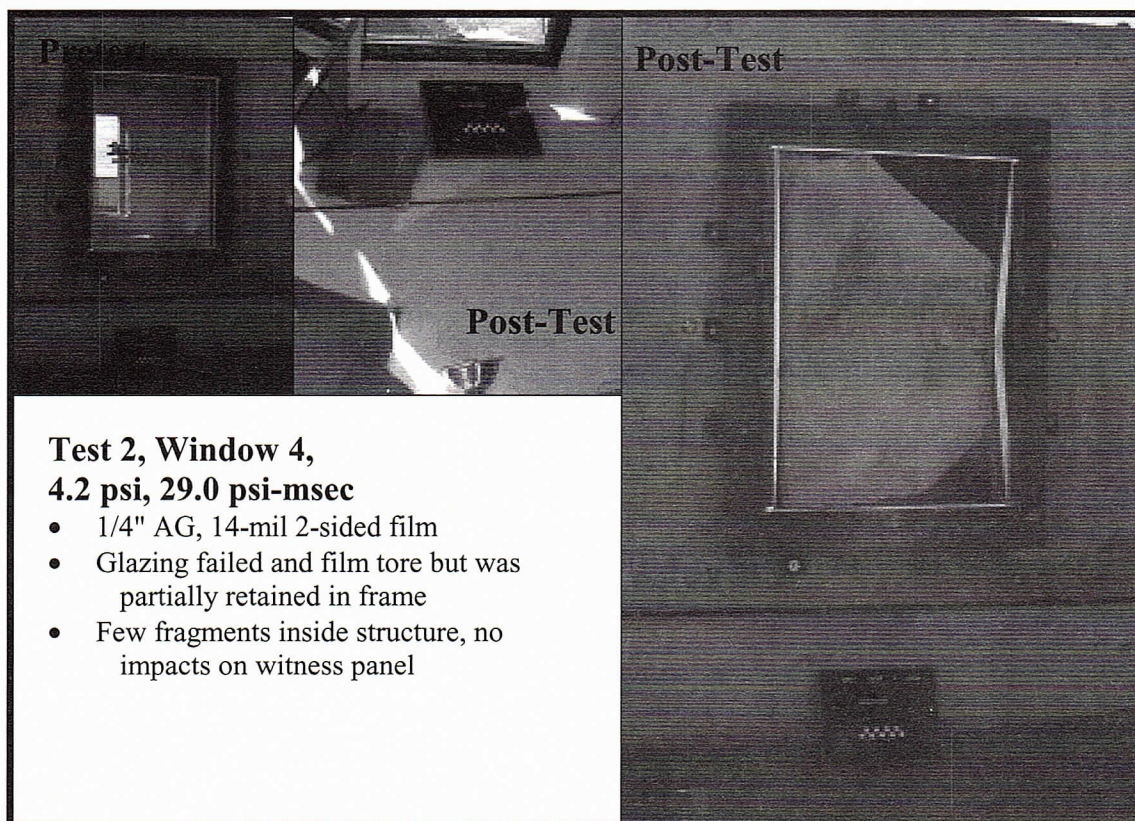 Pretest
Post-Test
Post-Test
Test 2, Window 4,
4.2 psi, 29.0 psi-msec
• 1/4" AG, 14-mil 2-sided film
• Glazing failed and film tore but was
partially retained in frame
• Few fragments inside structure, no
impacts on witness panel